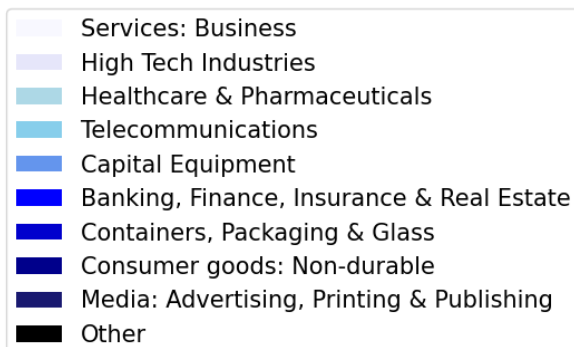 Services: Business
High Tech Industries
Healthcare & Pharmaceuticals
Telecommunications
Capital Equipment
Banking, Finance, Insurance & Real Estate
Containers, Packaging & Glass
Consumer goods: Non-durable
Media: Advertising, Printing & Publishing
Other